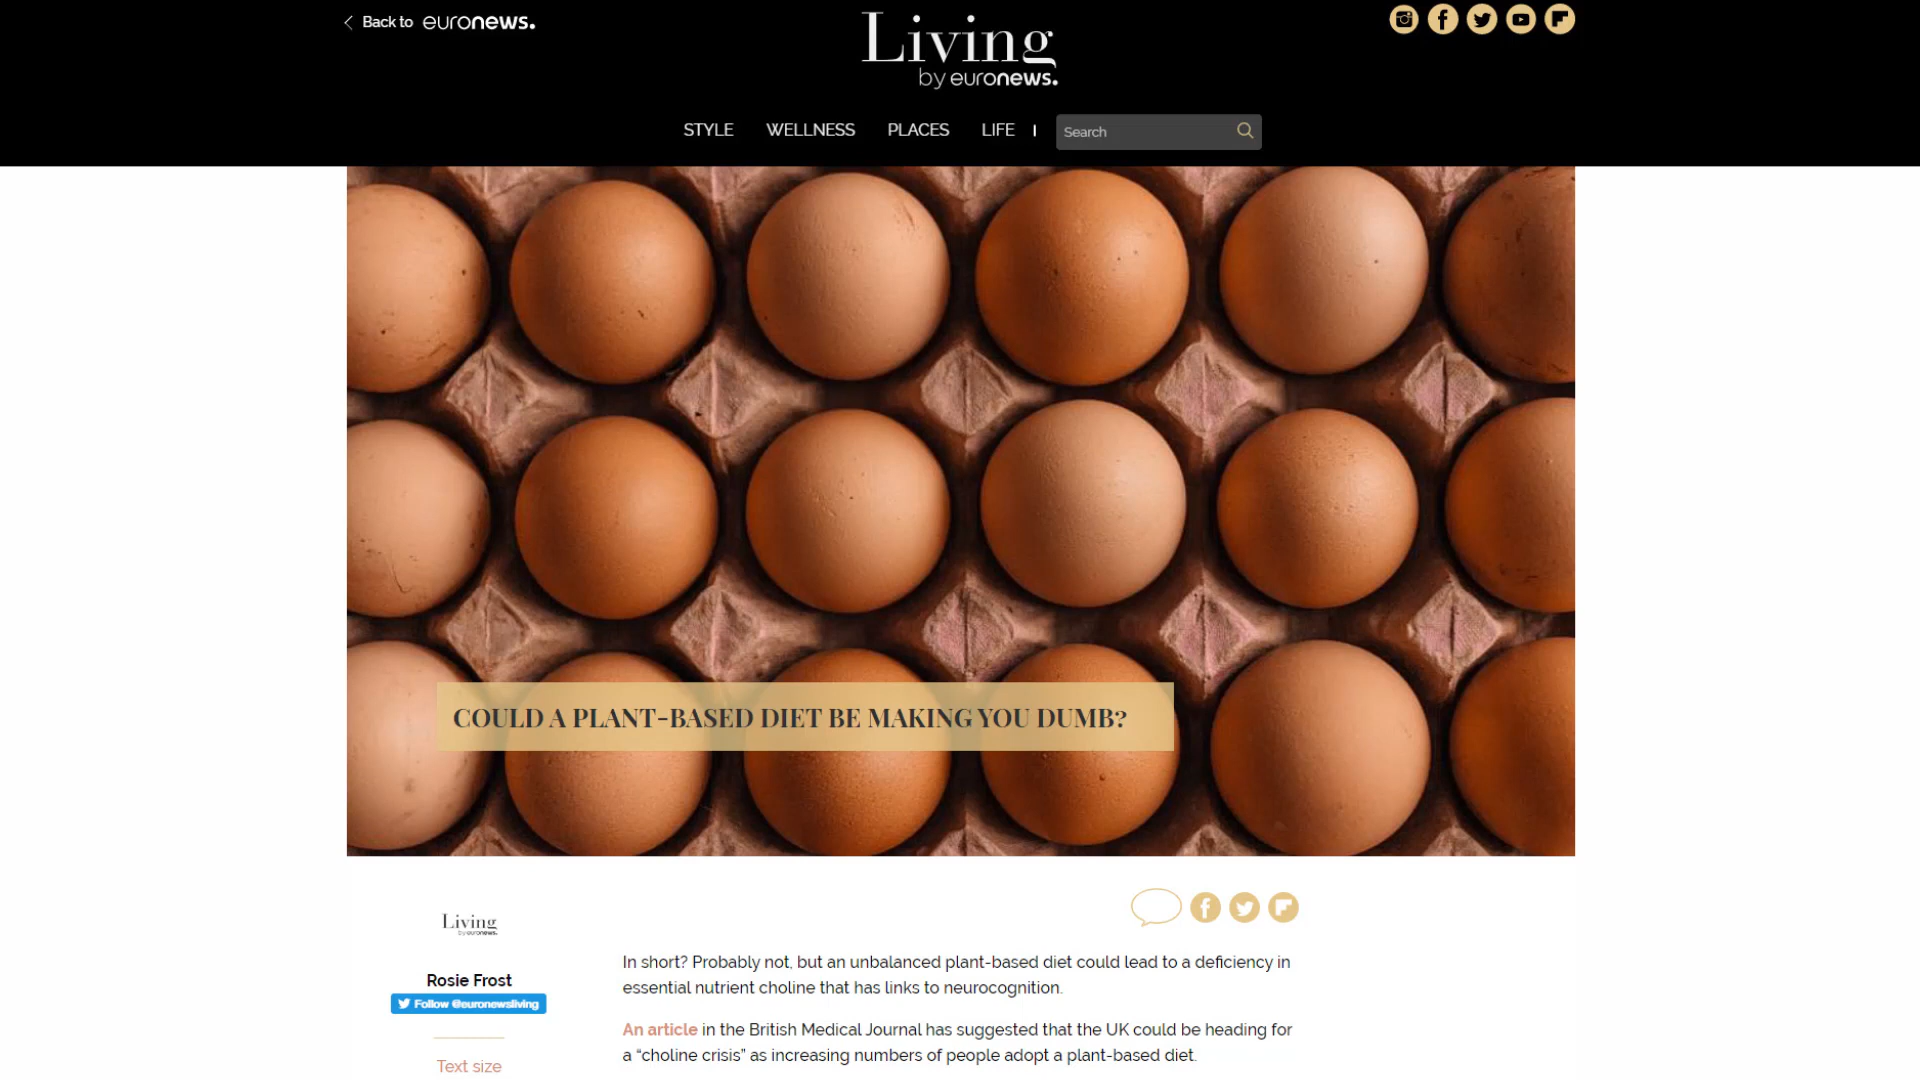 Back to euronews.
Living
by euronews.
STYLE WELLNESS PLACES LIFE Search
COULD A PLANT-BASED DIET BE MAKING YOU DUMB?
Living
by euronews.
Rosie Frost
Follow @euronewsliving
Text size
In short? Probably not, but an unbalanced plant-based diet could lead to a deficiency in
essential nutrient choline that has links to neurocognition.
An article in the British Medical Journal has suggested that the UK could be heading for
a “choline crisis” as increasing numbers of people adopt a plant-based diet.